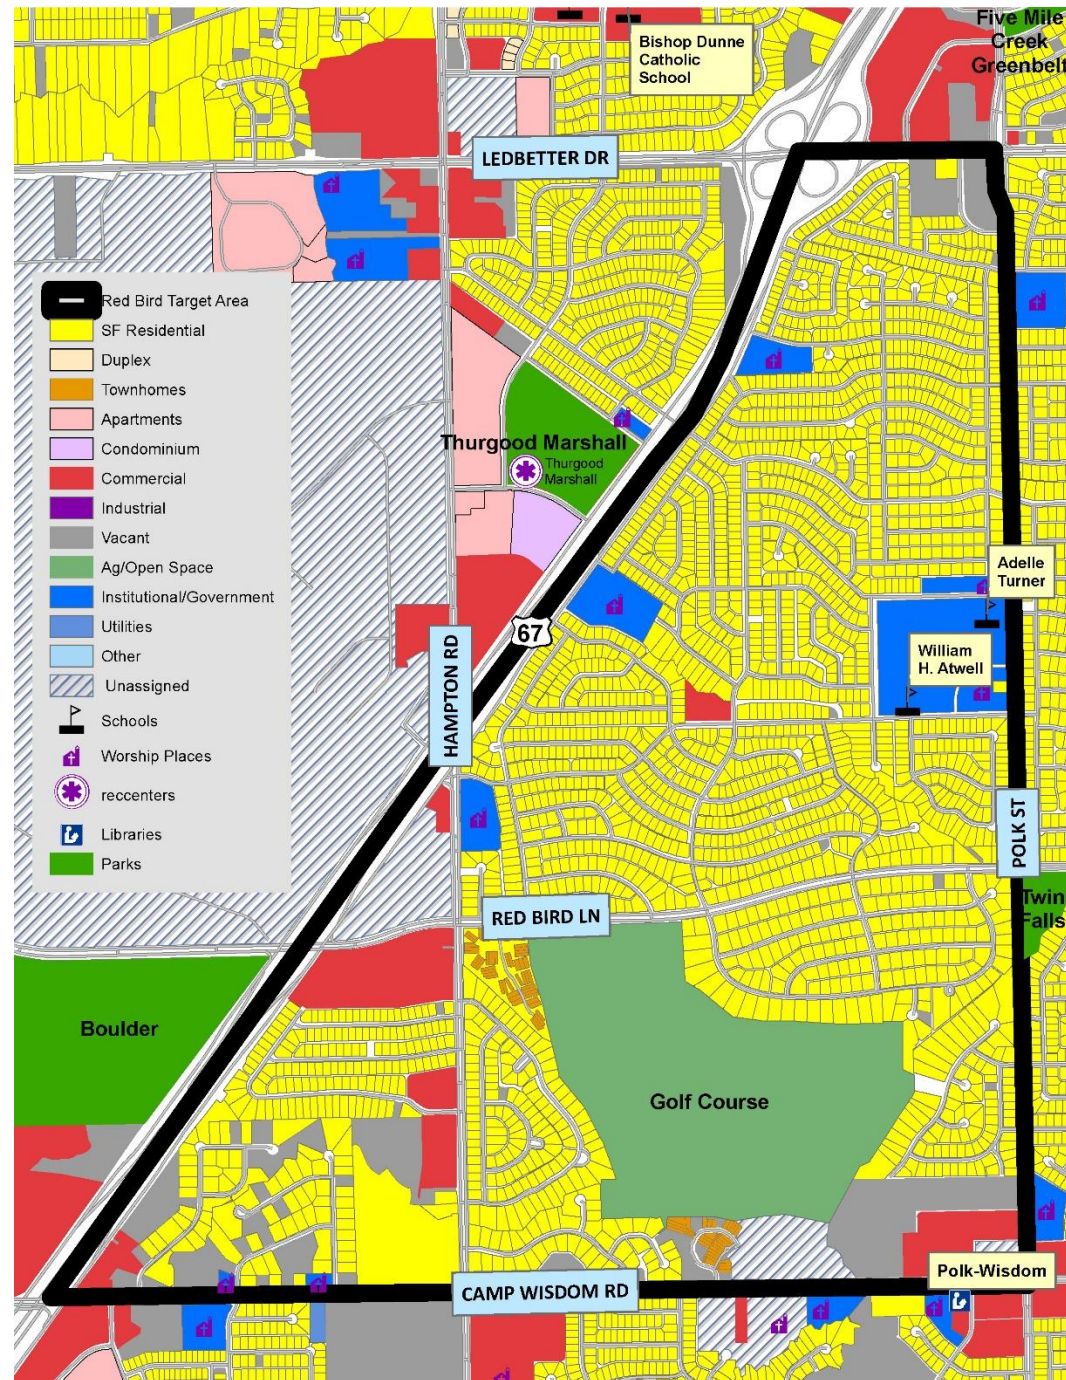 Five Mile
Creek
Greenbelt
Bishop Dunne
Catholic
School
LEDBETTER DR
Red Bird Target Area
SF Residential
Duplex
Townhomes
Apartments
Condominium
Commercial
Industrial
Vacant
Ag/Open Space
Institutional/Government
Utilities
Other
Unassigned
Schools
Worship Places
reccenters
Libraries
Parks
Thurgood Marshall
Thurgood
Marshall
Adelle
Turner
67
William
H. Atwell
HAMPTON RD
POLK ST
RED BIRD LN
Twin
Falls
Boulder
Golf Course
Polk-Wisdom
CAMP WISDOM RD